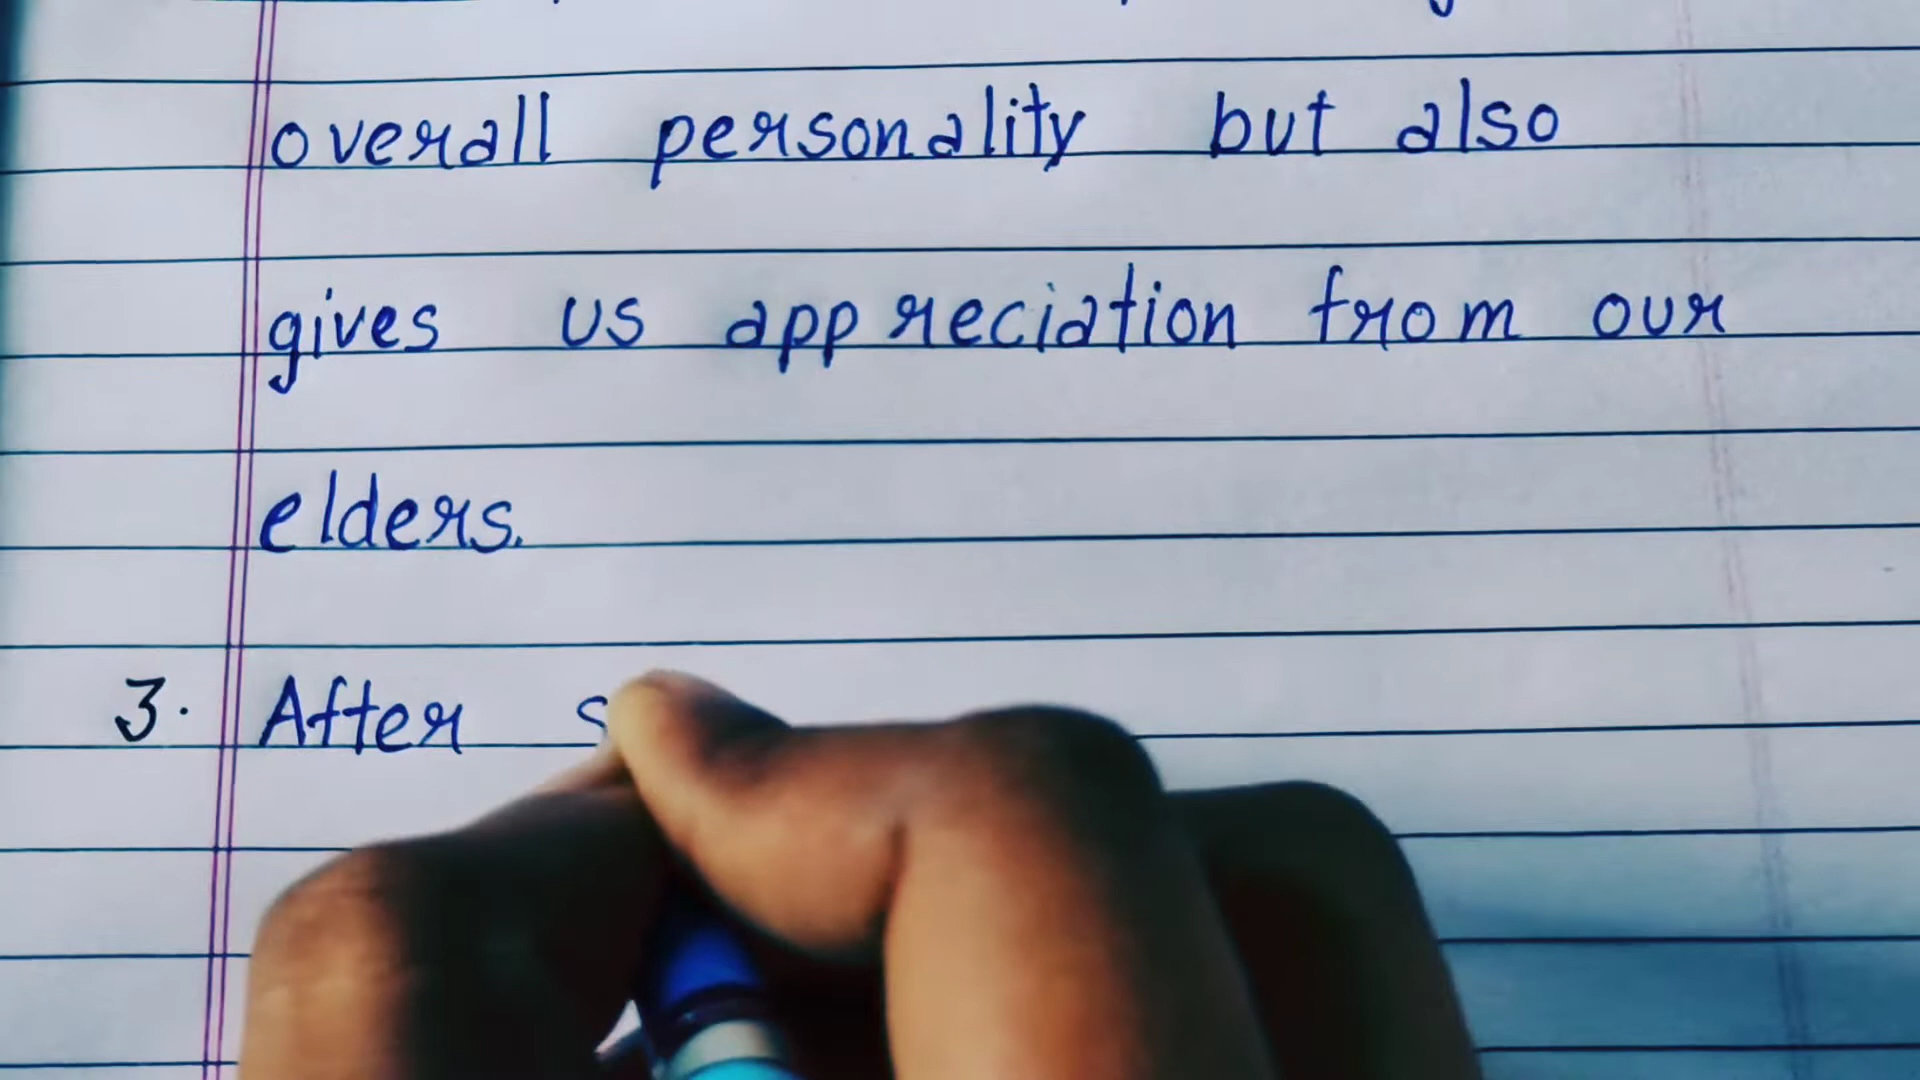 overall personality but also
gives us appreciation from our
elders.
3. After s